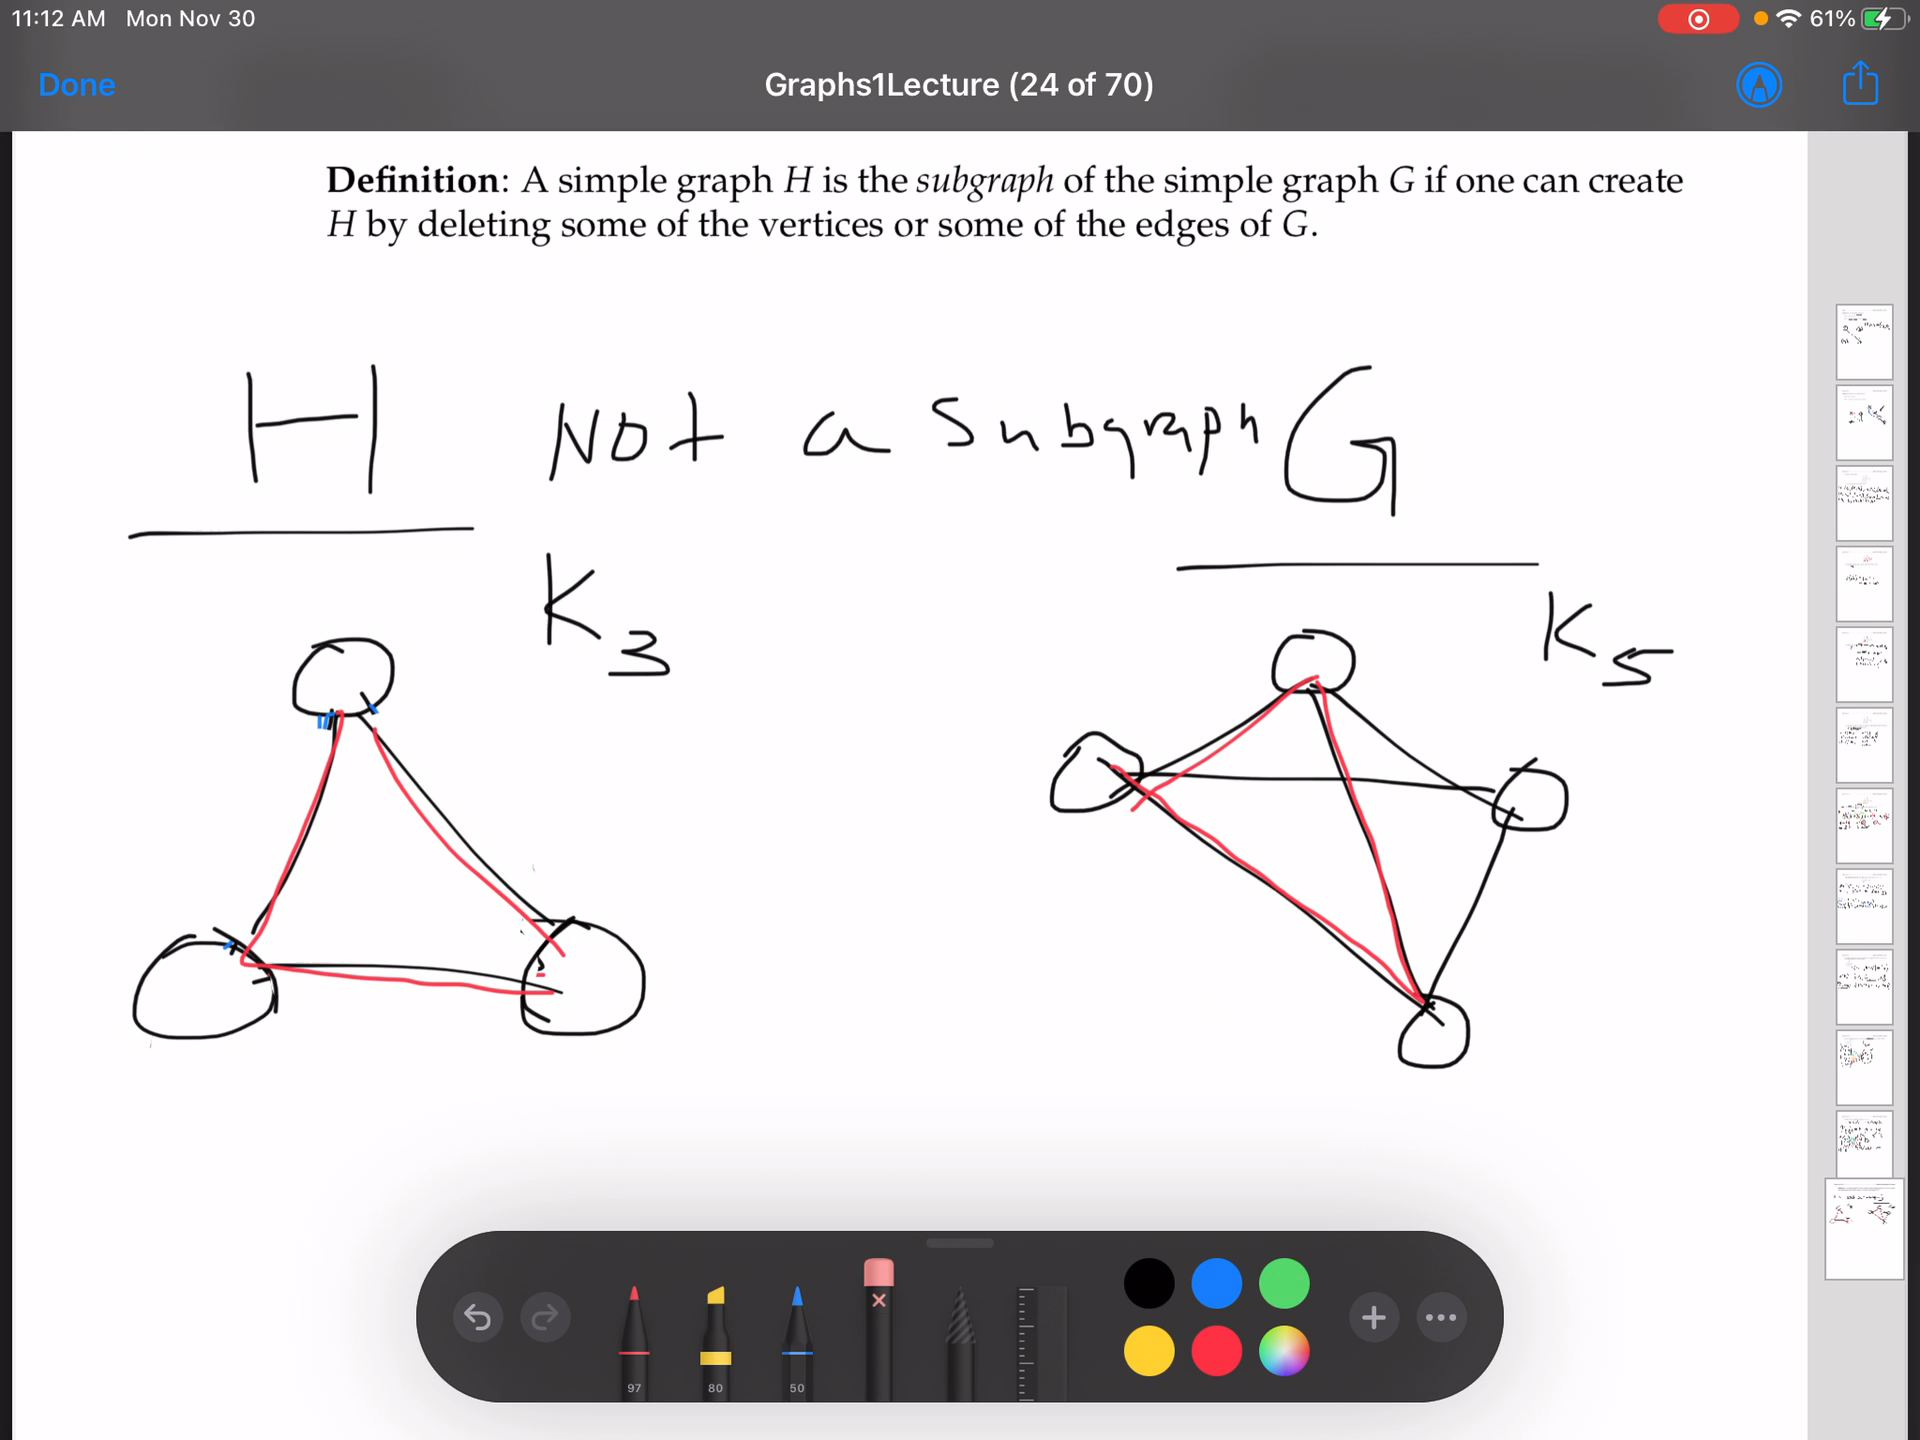 11:12 AM Mon Nov 30
61%
Done
Graphs1Lecture (24 of 70)
Definition: A simple graph H is the subgraph of the simple graph G if one can create
H by deleting some of the vertices or some of the edges of G.
H Not a Subgraph G
K3
K5
97 80 50